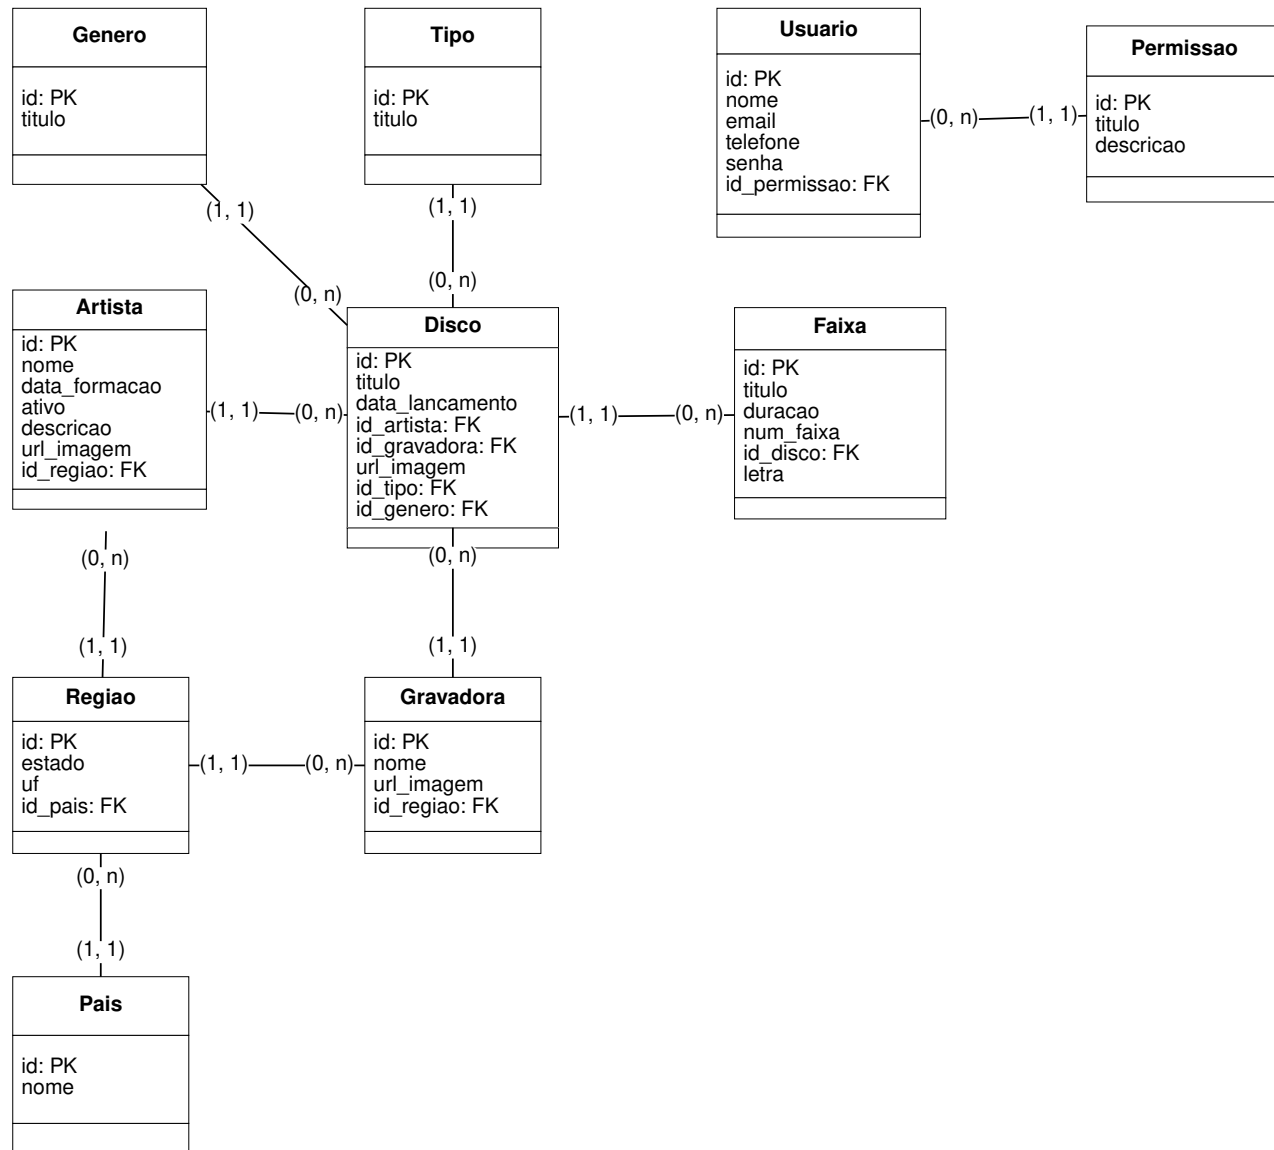 Genero
id: PK
titulo
Tipo
id: PK
titulo
Usuario
id: PK
nome
email
telefone
senha
id_permissao: FK
(0, n)
(1, 1)
Permissao
id: PK
titulo
descricao
(1, 1)
(0, n)
(1, 1)
(0, n)
Artista
id: PK
nome
data_formacao
ativo
descricao
url_imagem
id_regiao: FK
(1, 1)
(0, n)
Disco
id: PK
titulo
data_lancamento
id_artista: FK
id_gravadora: FK
url_imagem
id_tipo: FK
id_genero: FK
(1, 1)
(0, n)
Faixa
id: PK
titulo
duracao
num_faixa
id_disco: FK
letra
(0, n)
(1, 1)
(0, n)
(1, 1)
Regiao
id: PK
estado
uf
id_pais: FK
(1, 1)
(0, n)
Gravadora
id: PK
nome
url_imagem
id_regiao: FK
(0, n)
(1, 1)
Pais
id: PK
nome